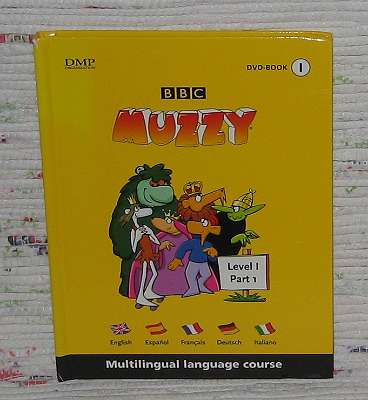 DMP
DVD-BOOK 1
BBC
MUZZY
Level I
Part 1
English Español Français Deutsch Italiano
Multilingual language course